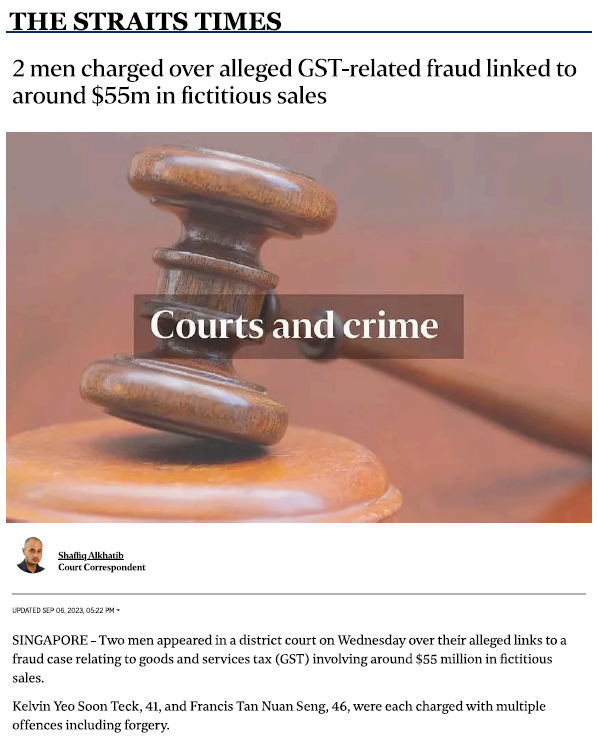 THE STRAITS TIMES
2 men charged over alleged GST-related fraud linked to
around $55m in fictitious sales
Courts and crime
Shaffiq Alkhatib
Court Correspondent
UPDATED SEP 06, 2023, 05:22 PM
SINGAPORE – Two men appeared in a district court on Wednesday over their alleged links to a
fraud case relating to goods and services tax (GST) involving around $55 million in fictitious
sales.
Kelvin Yeo Soon Teck, 41, and Francis Tan Nuan Seng, 46, were each charged with multiple
offences including forgery.